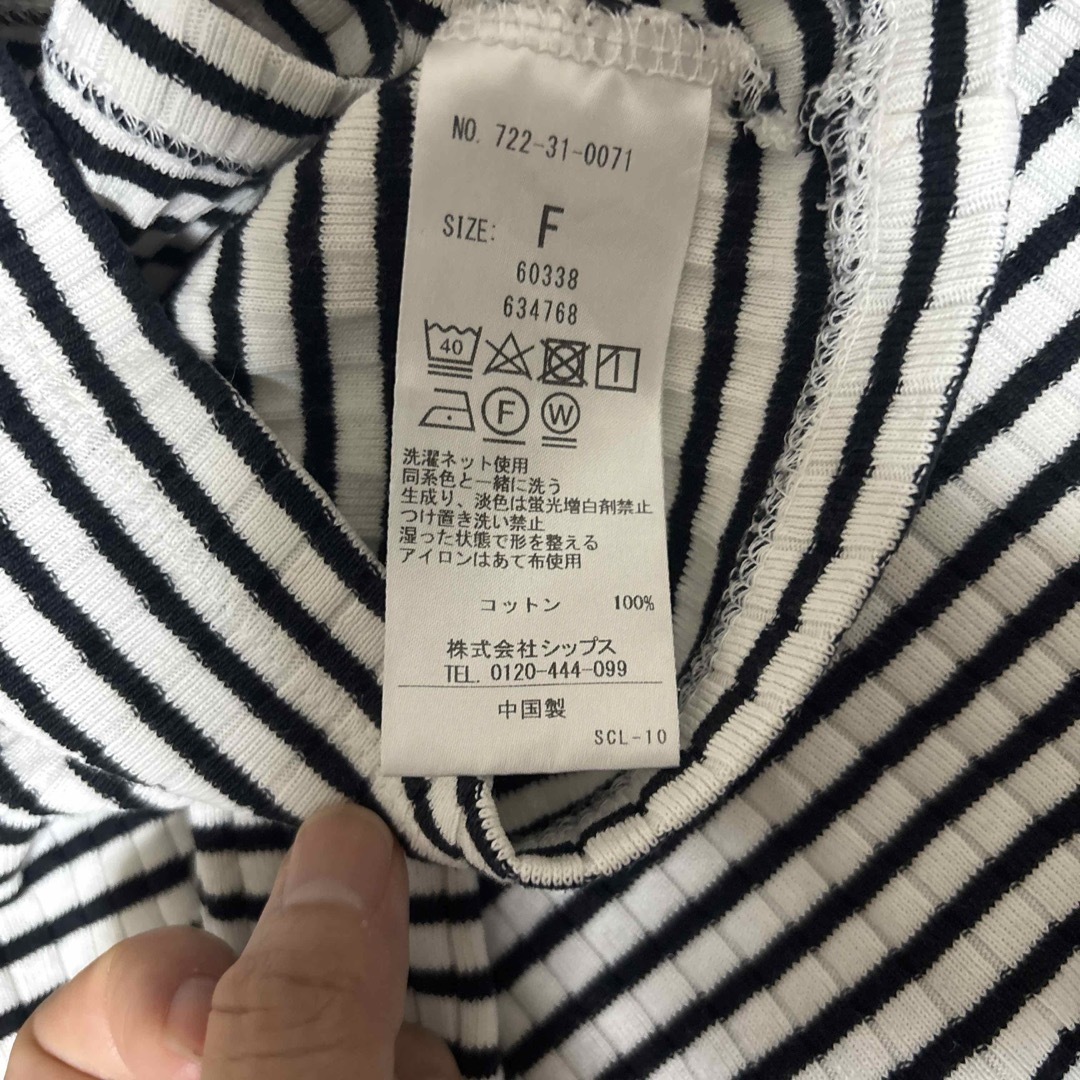 NO. 722-31-0071
SIZE: F
60338
634768
40
F W
洗濯ネット使用
同系色と一緒に洗う
生成り、淡色は蛍光増白剤禁止
つけ置き洗い禁止
湿った状態で形を整える
アイロンはあて布使用
コットン 100%
株式会社シップス
TEL. 0120-444-099
中国製
SCL-10